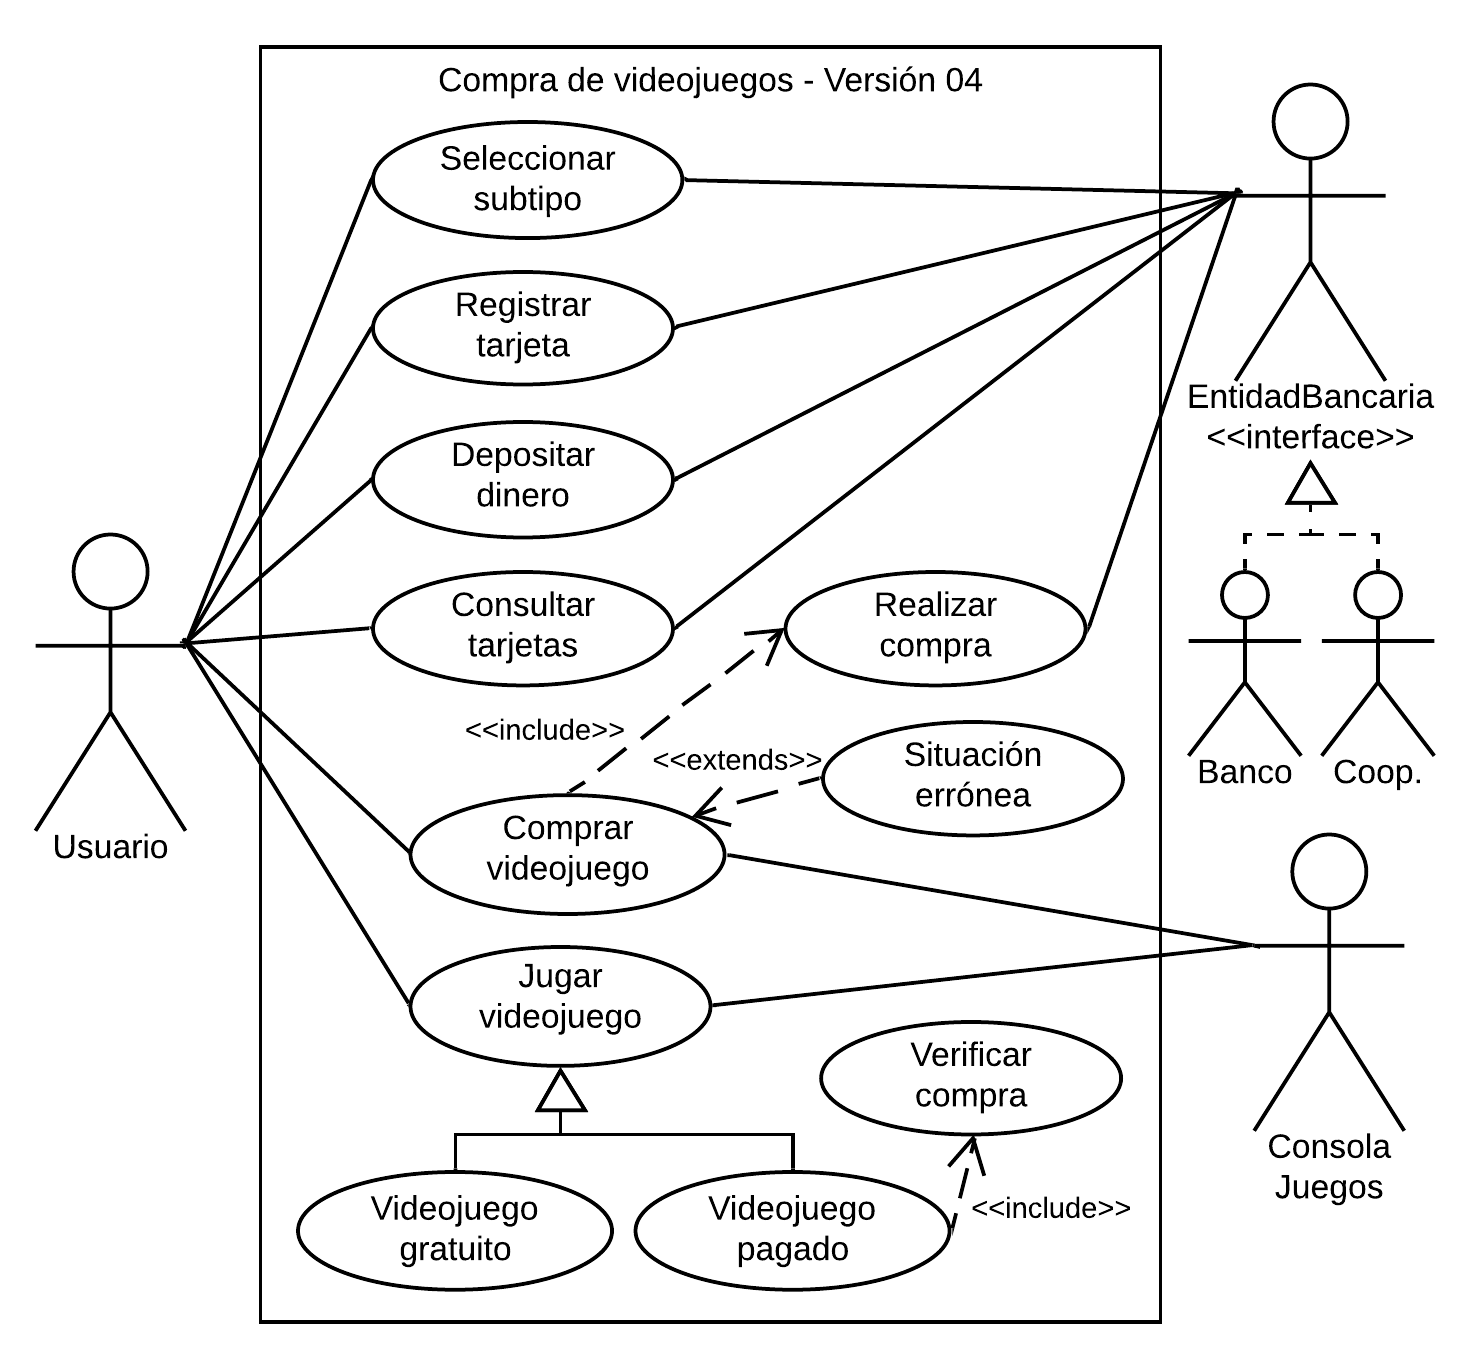 Compra de videojuegos - Versión 04
Seleccionar
subtipo
Registrar
tarjeta
EntidadBancaria
<<interface>>
Depositar
dinero
Consultar
tarjetas
Realizar
compra
<<include>>
<<extends>>
Situación
errónea
Banco
Coop.
Usuario
Comprar
videojuego
Jugar
videojuego
Verificar
compra
Consola
Juegos
<<include>>
Videojuego
gratuito
Videojuego
pagado